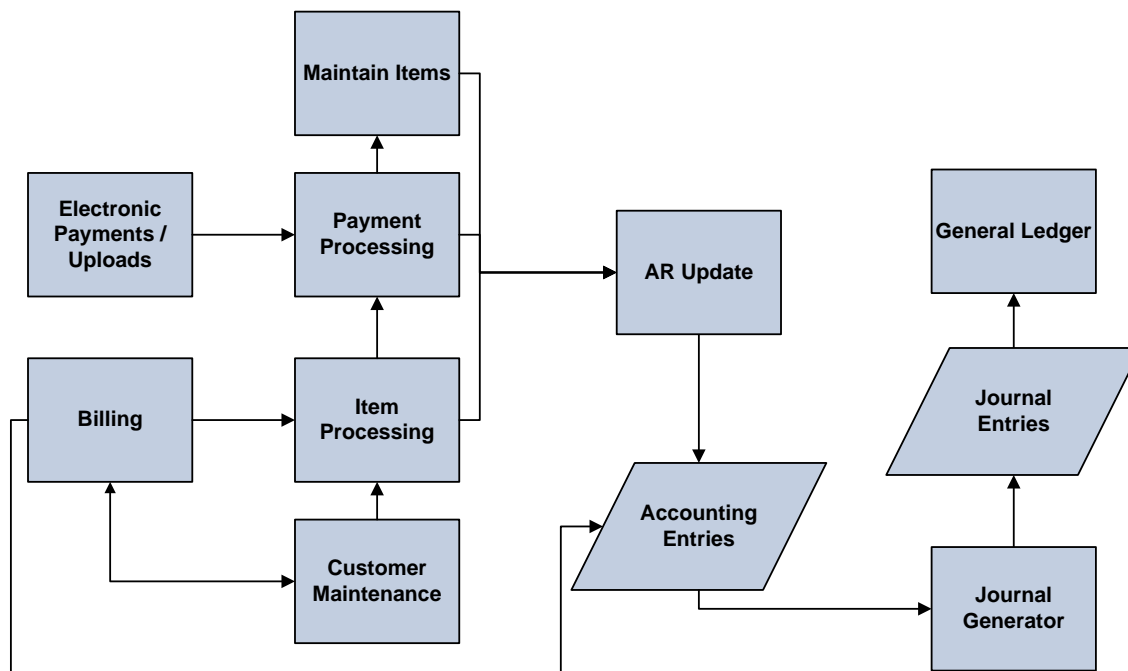 Maintain Items
Electronic
Payments /
Uploads
Payment
Processing
AR Update
General Ledger
Billing
Item
Processing
Journal
Entries
Accounting
Entries
Customer
Maintenance
Journal
Generator